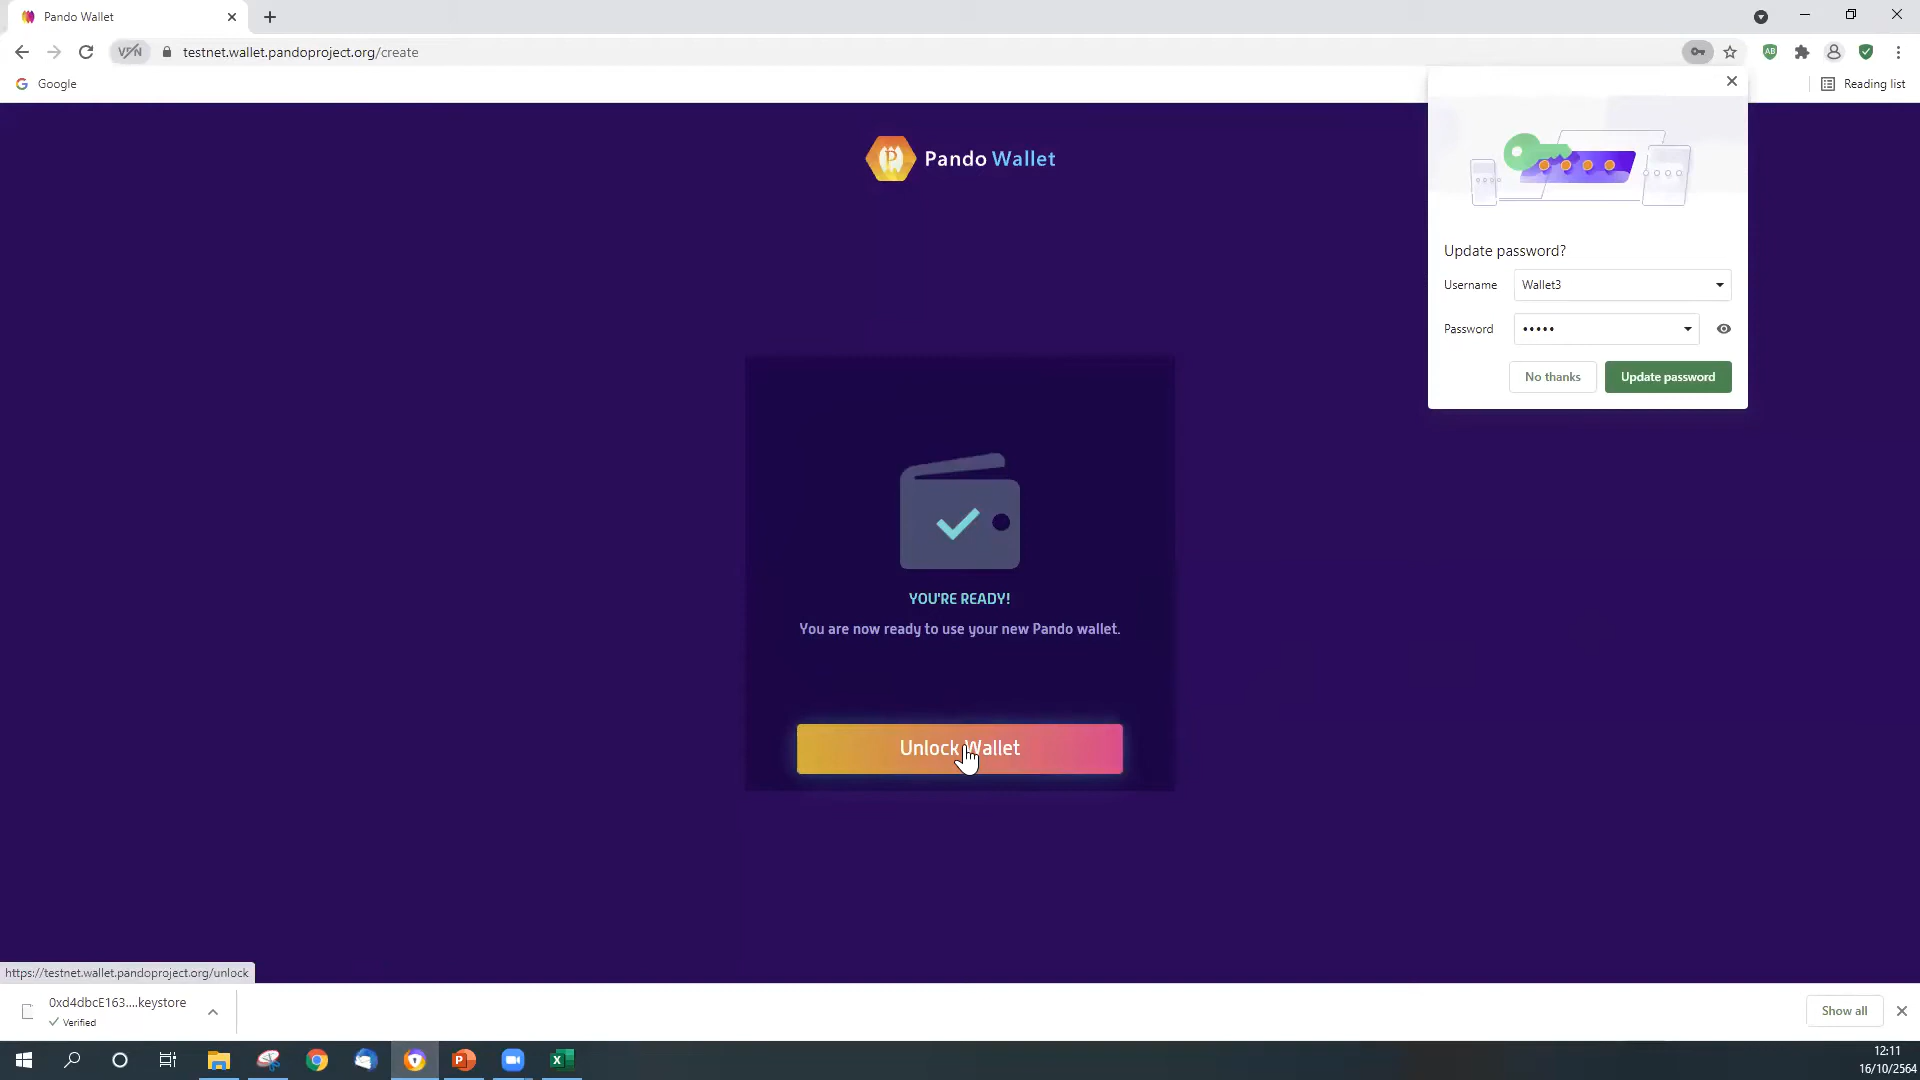 Pando Wallet
VPN
testnet.wallet.pandoproject.org/create
AB
G Google
Reading list
P
Pando Wallet
Update password?
Username
Wallet3
Password
•••••
No thanks
Update password
YOU'RE READY!
You are now ready to use your new Pando wallet.
Unlock Wallet
https://testnet.wallet.pandoproject.org/unlock
0xd4dbcE163....keystore
Verified
Show all
12:11
16/10/2564